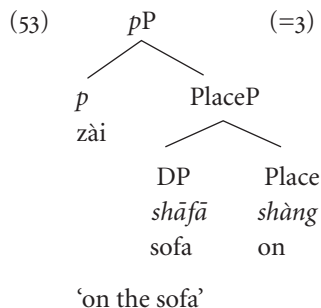 (53) pP (=3)
p PlaceP
zài
DP Place
shāfā shàng
sofa on
‘on the sofa’